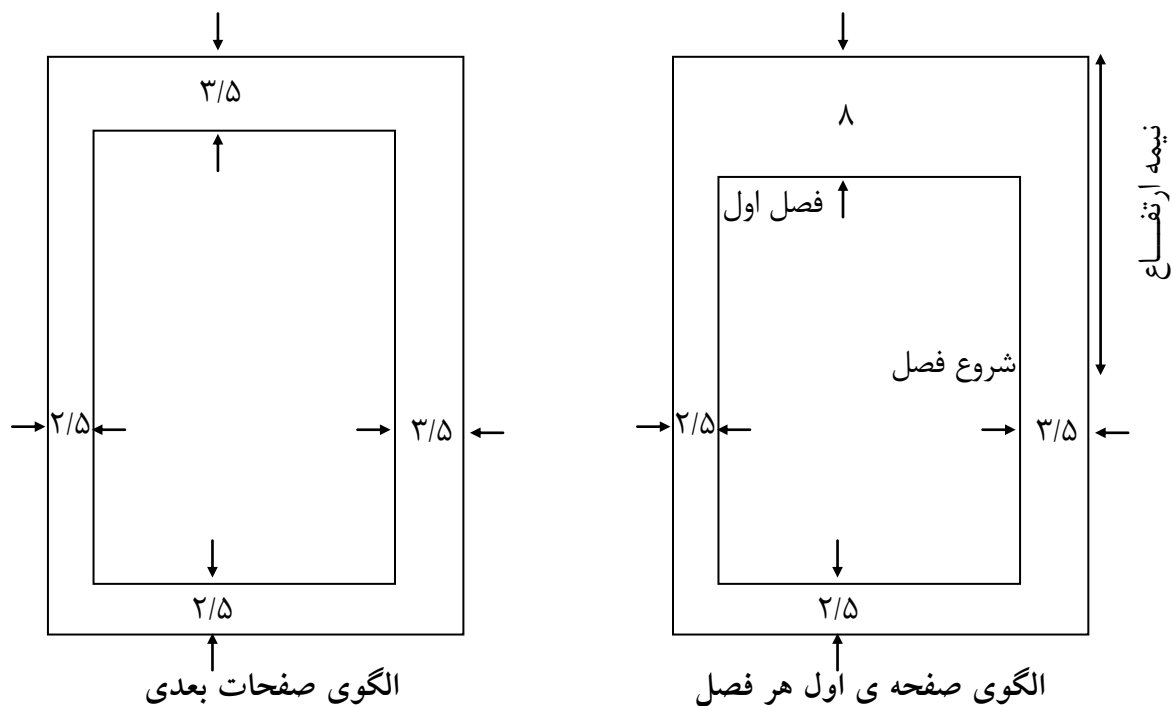 ۸
نیمه ارتفـــاع
فصل اول
شروع فصل
۳/۵
۲/۵
۲/۵
الگوی صفحه ی اول هر فصل
۳/۵
۳/۵
۲/۵
۲/۵
الگوی صفحات بعدی